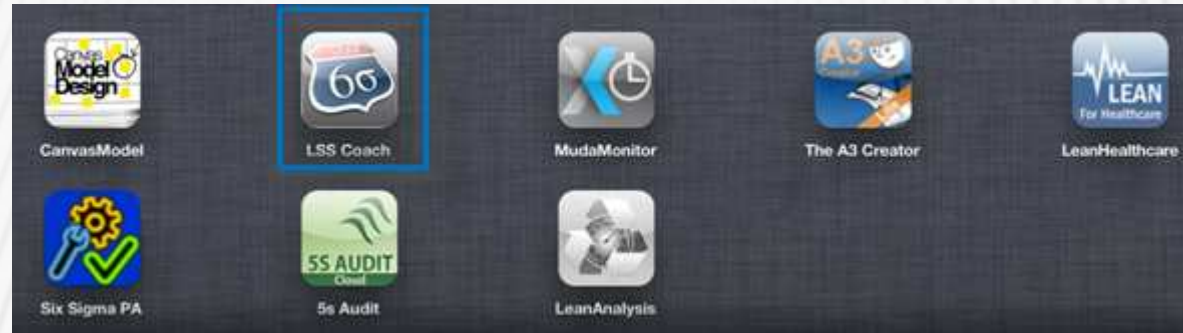 Canvas
Model
Design
6σ
A3
Creator
LEAN
For Healthcare
CanvasModel
LSS Coach
MudaMonitor
The A3 Creator
LeanHealthcare
5S AUDIT
Cloud
Six Sigma PA
5s Audit
LeanAnalysis